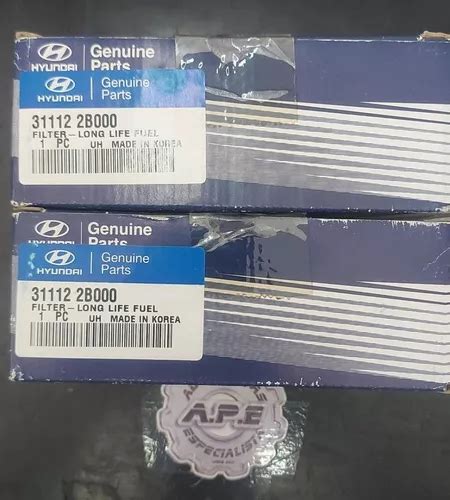 HYUNDAI
Genuine
Parts
HYUNDAI
Genuine
Parts
31112 2B000
FILTER-LONG LIFE FUEL
1 PC UH MADE IN KOREA
HYUNDAI
Genuine
Parts
HYUNDAI
Genuine
Parts
31112 2B000
FILTER-LONG LIFE FUEL
1 PC UH MADE IN KOREA
A.P.E
ESPECIALISTA